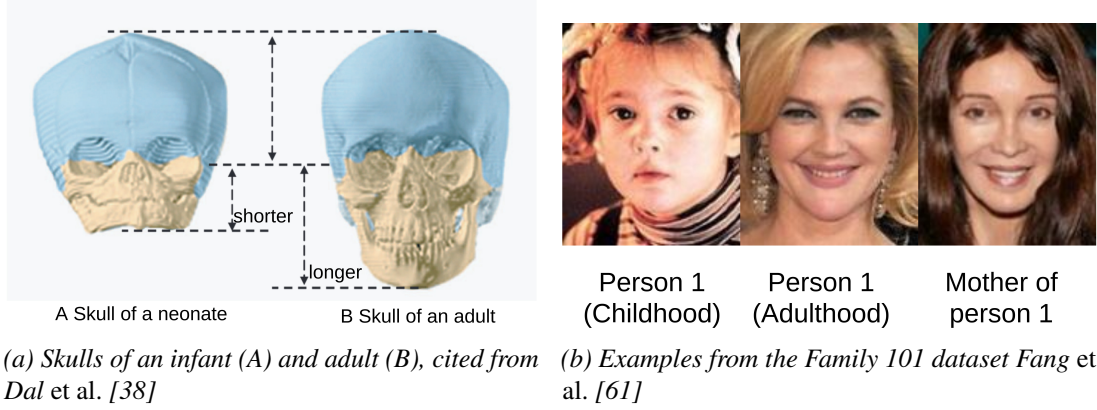 shorter
longer
A Skull of a neonate
B Skull of an adult
(a) Skulls of an infant (A) and adult (B), cited from
Dal et al. [38]
Person 1
(Childhood)
Person 1
(Adulthood)
Mother of
person 1
(b) Examples from the Family 101 dataset Fang et
al. [61]